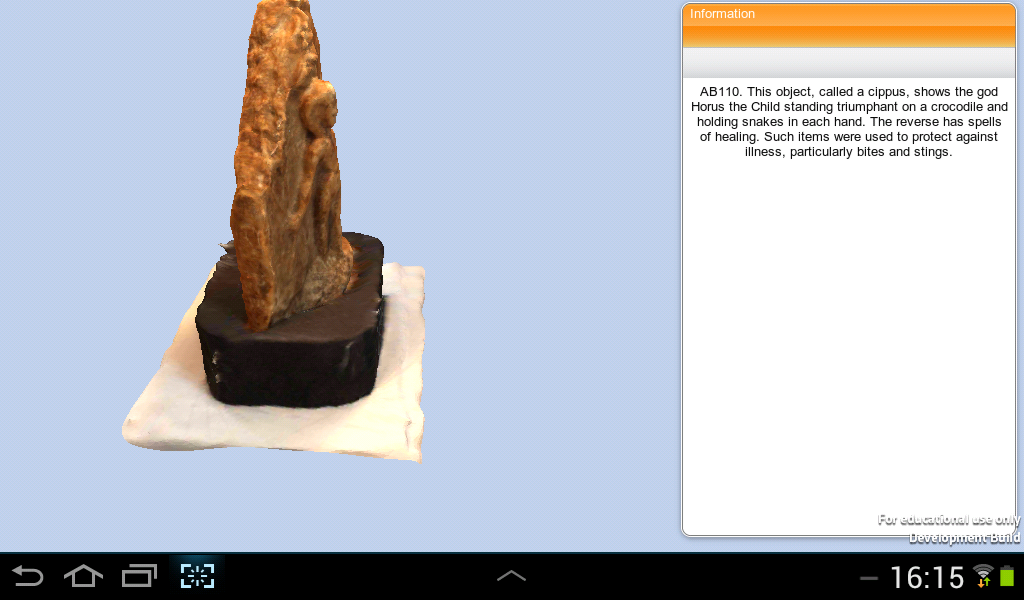 Information
AB110. This object, called a cippus, shows the god
Horus the Child standing triumphant on a crocodile and
holding snakes in each hand. The reverse has spells
of healing. Such items were used to protect against
illness, particularly bites and stings.
For educational use only
Development Build
16:15